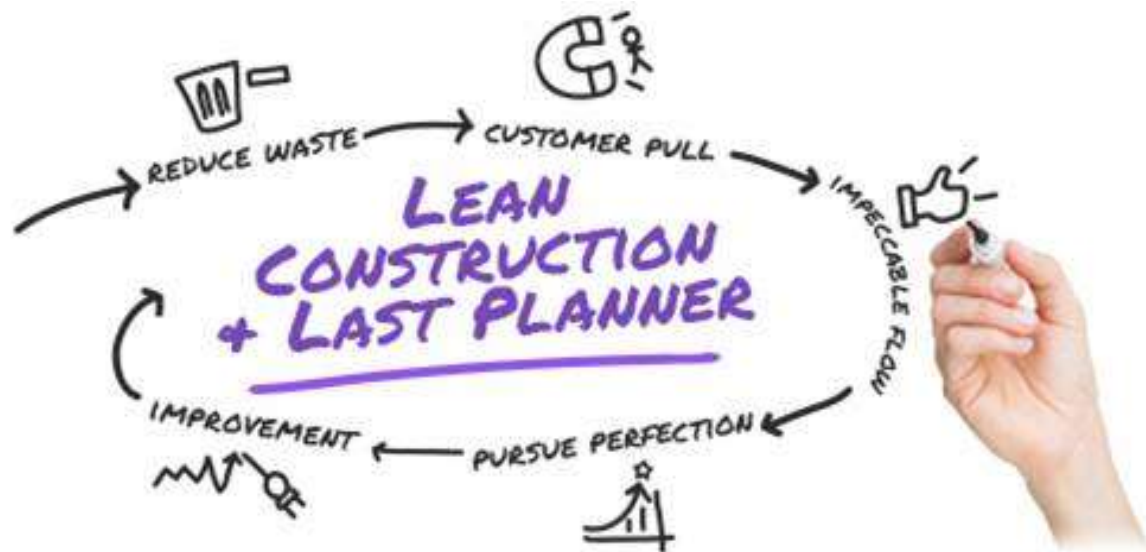 REDUCE WASTE
CUSTOMER PULL
IMPECCABLE FLOW
LEAN
CONSTRUCTION
+ LAST PLANNER
IMPROVEMENT
PURSUE PERFECTION